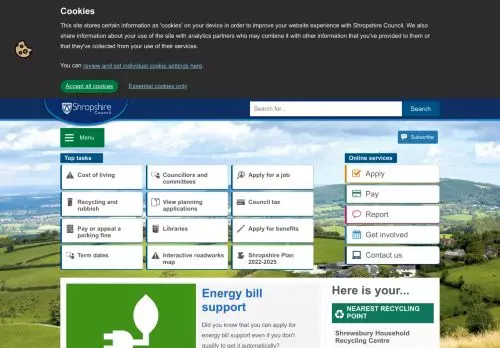 Cookies
This site stores certain information as 'cookies' on your device in order to improve your website experience with Shropshire Council. We also
share information about your use of the site with analytics partners who may combine it with other information that you've provided to them or
that they've collected from your use of their services.
You can review and set individual cookie settings here.
Accept all cookies
Essential cookies only
Shropshire
Council
Search for...
Search
Menu
Subscribe
Top tasks
Cost of living
Councillors and
committees
Apply for a job
Recycling and
rubbish
View planning
applications
Council tax
Pay or appeal a
parking fine
Libraries
Apply for benefits
Term dates
Interactive roadworks
map
Shropshire Plan
2022-2025
Online services
Apply
Pay
Report
Get involved
Contact us
Energy bill
support
Did you know that you can apply for
energy bill support even if you don't
qualify to get it automatically?
Here is your...
NEAREST RECYCLING
POINT
Shrewsbury Household
Recycling Centre